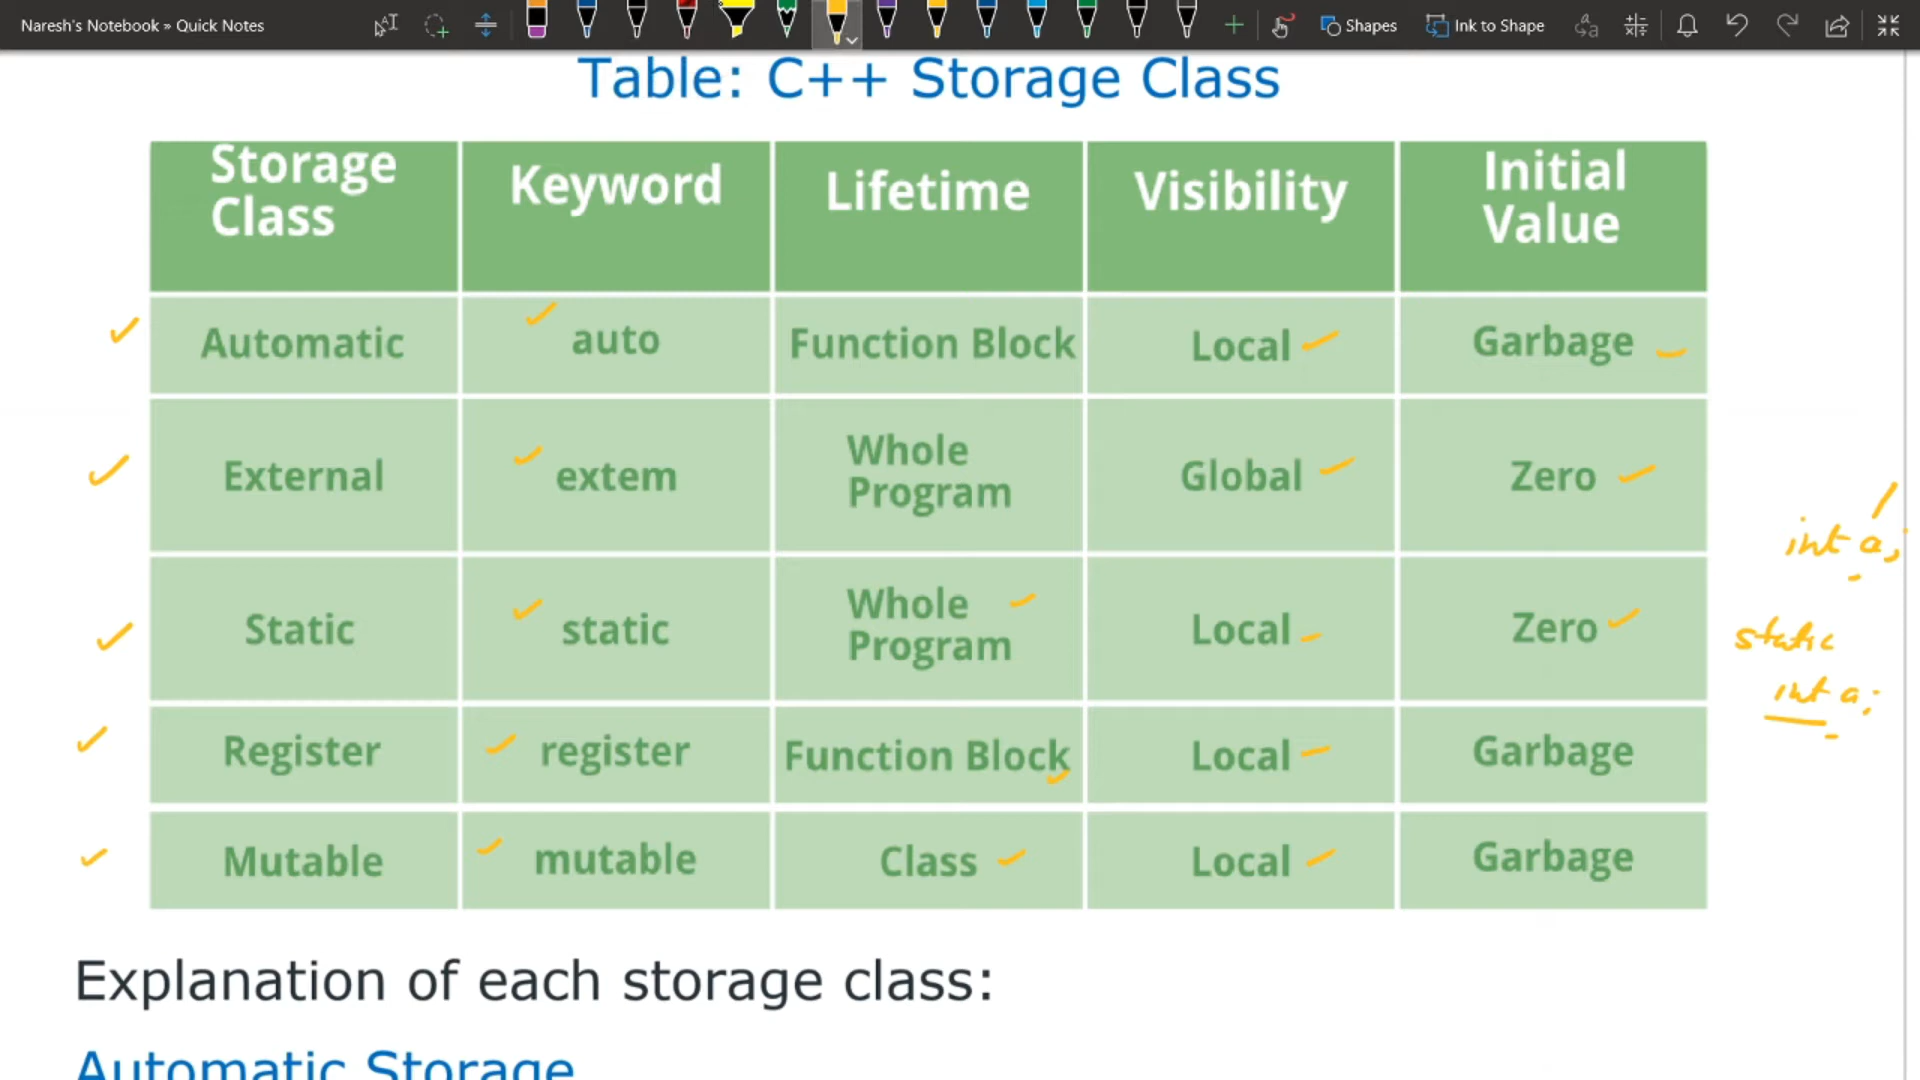 Naresh's Notebook » Quick Notes
Shapes
Ink to Shape
Table: C++ Storage Class
Storage Class Keyword Lifetime Visibility Initial Value
Automatic auto Function Block Local Garbage
External extem Whole Program Global Zero
int a;
Static static Whole Program Local Zero
static
int a;
Register register Function Block Local Garbage
Mutable mutable Class Local Garbage
Explanation of each storage class:
Automatic Storage